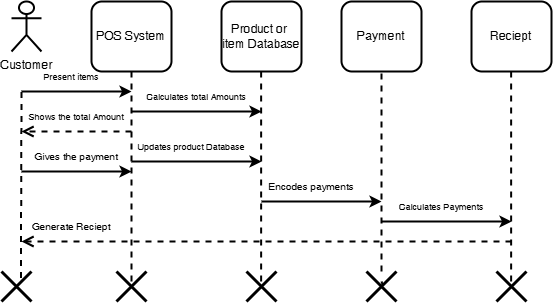 POS System
Product or
item Database
Payment
Reciept
Customer
Present items
Calculates total Amounts
Shows the total Amount
Updates product Database
Gives the payment
Encodes payments
Calculates Payments
Generate Reciept